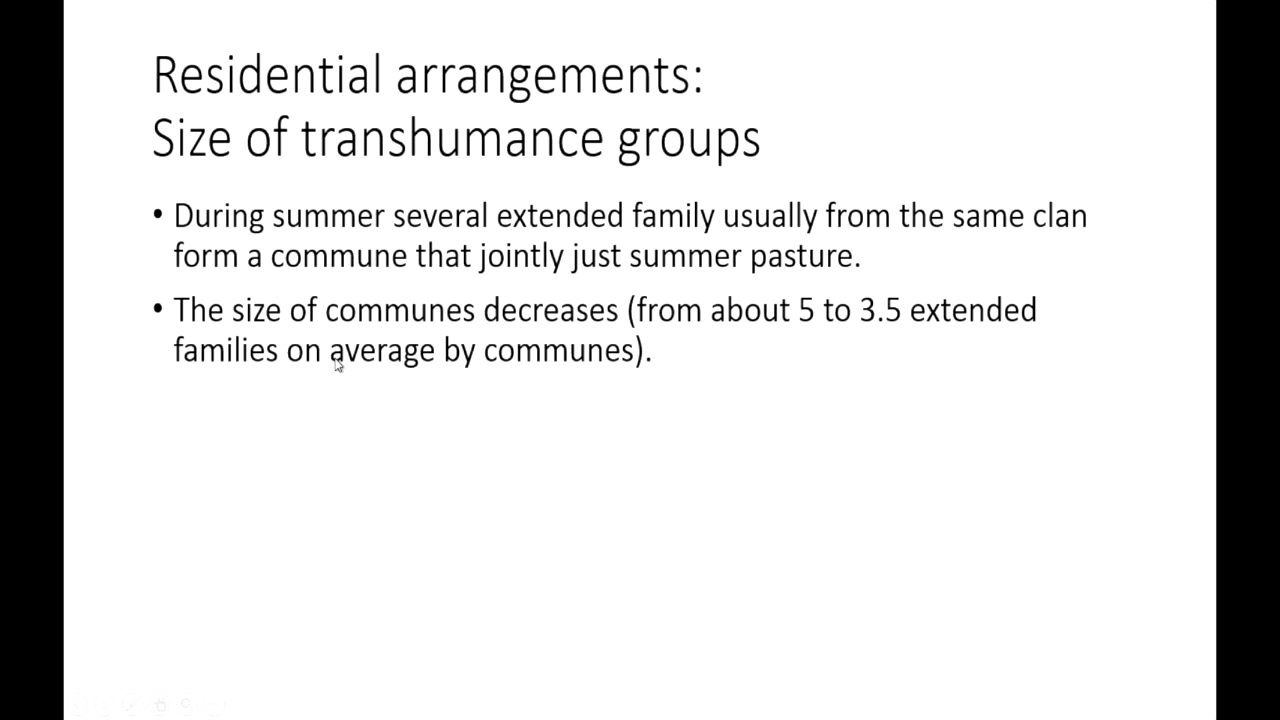 Residential arrangements:
Size of transhumance groups
• During summer several extended family usually from the same clan
form a commune that jointly just summer pasture.
• The size of communes decreases (from about 5 to 3.5 extended
families on average by communes).